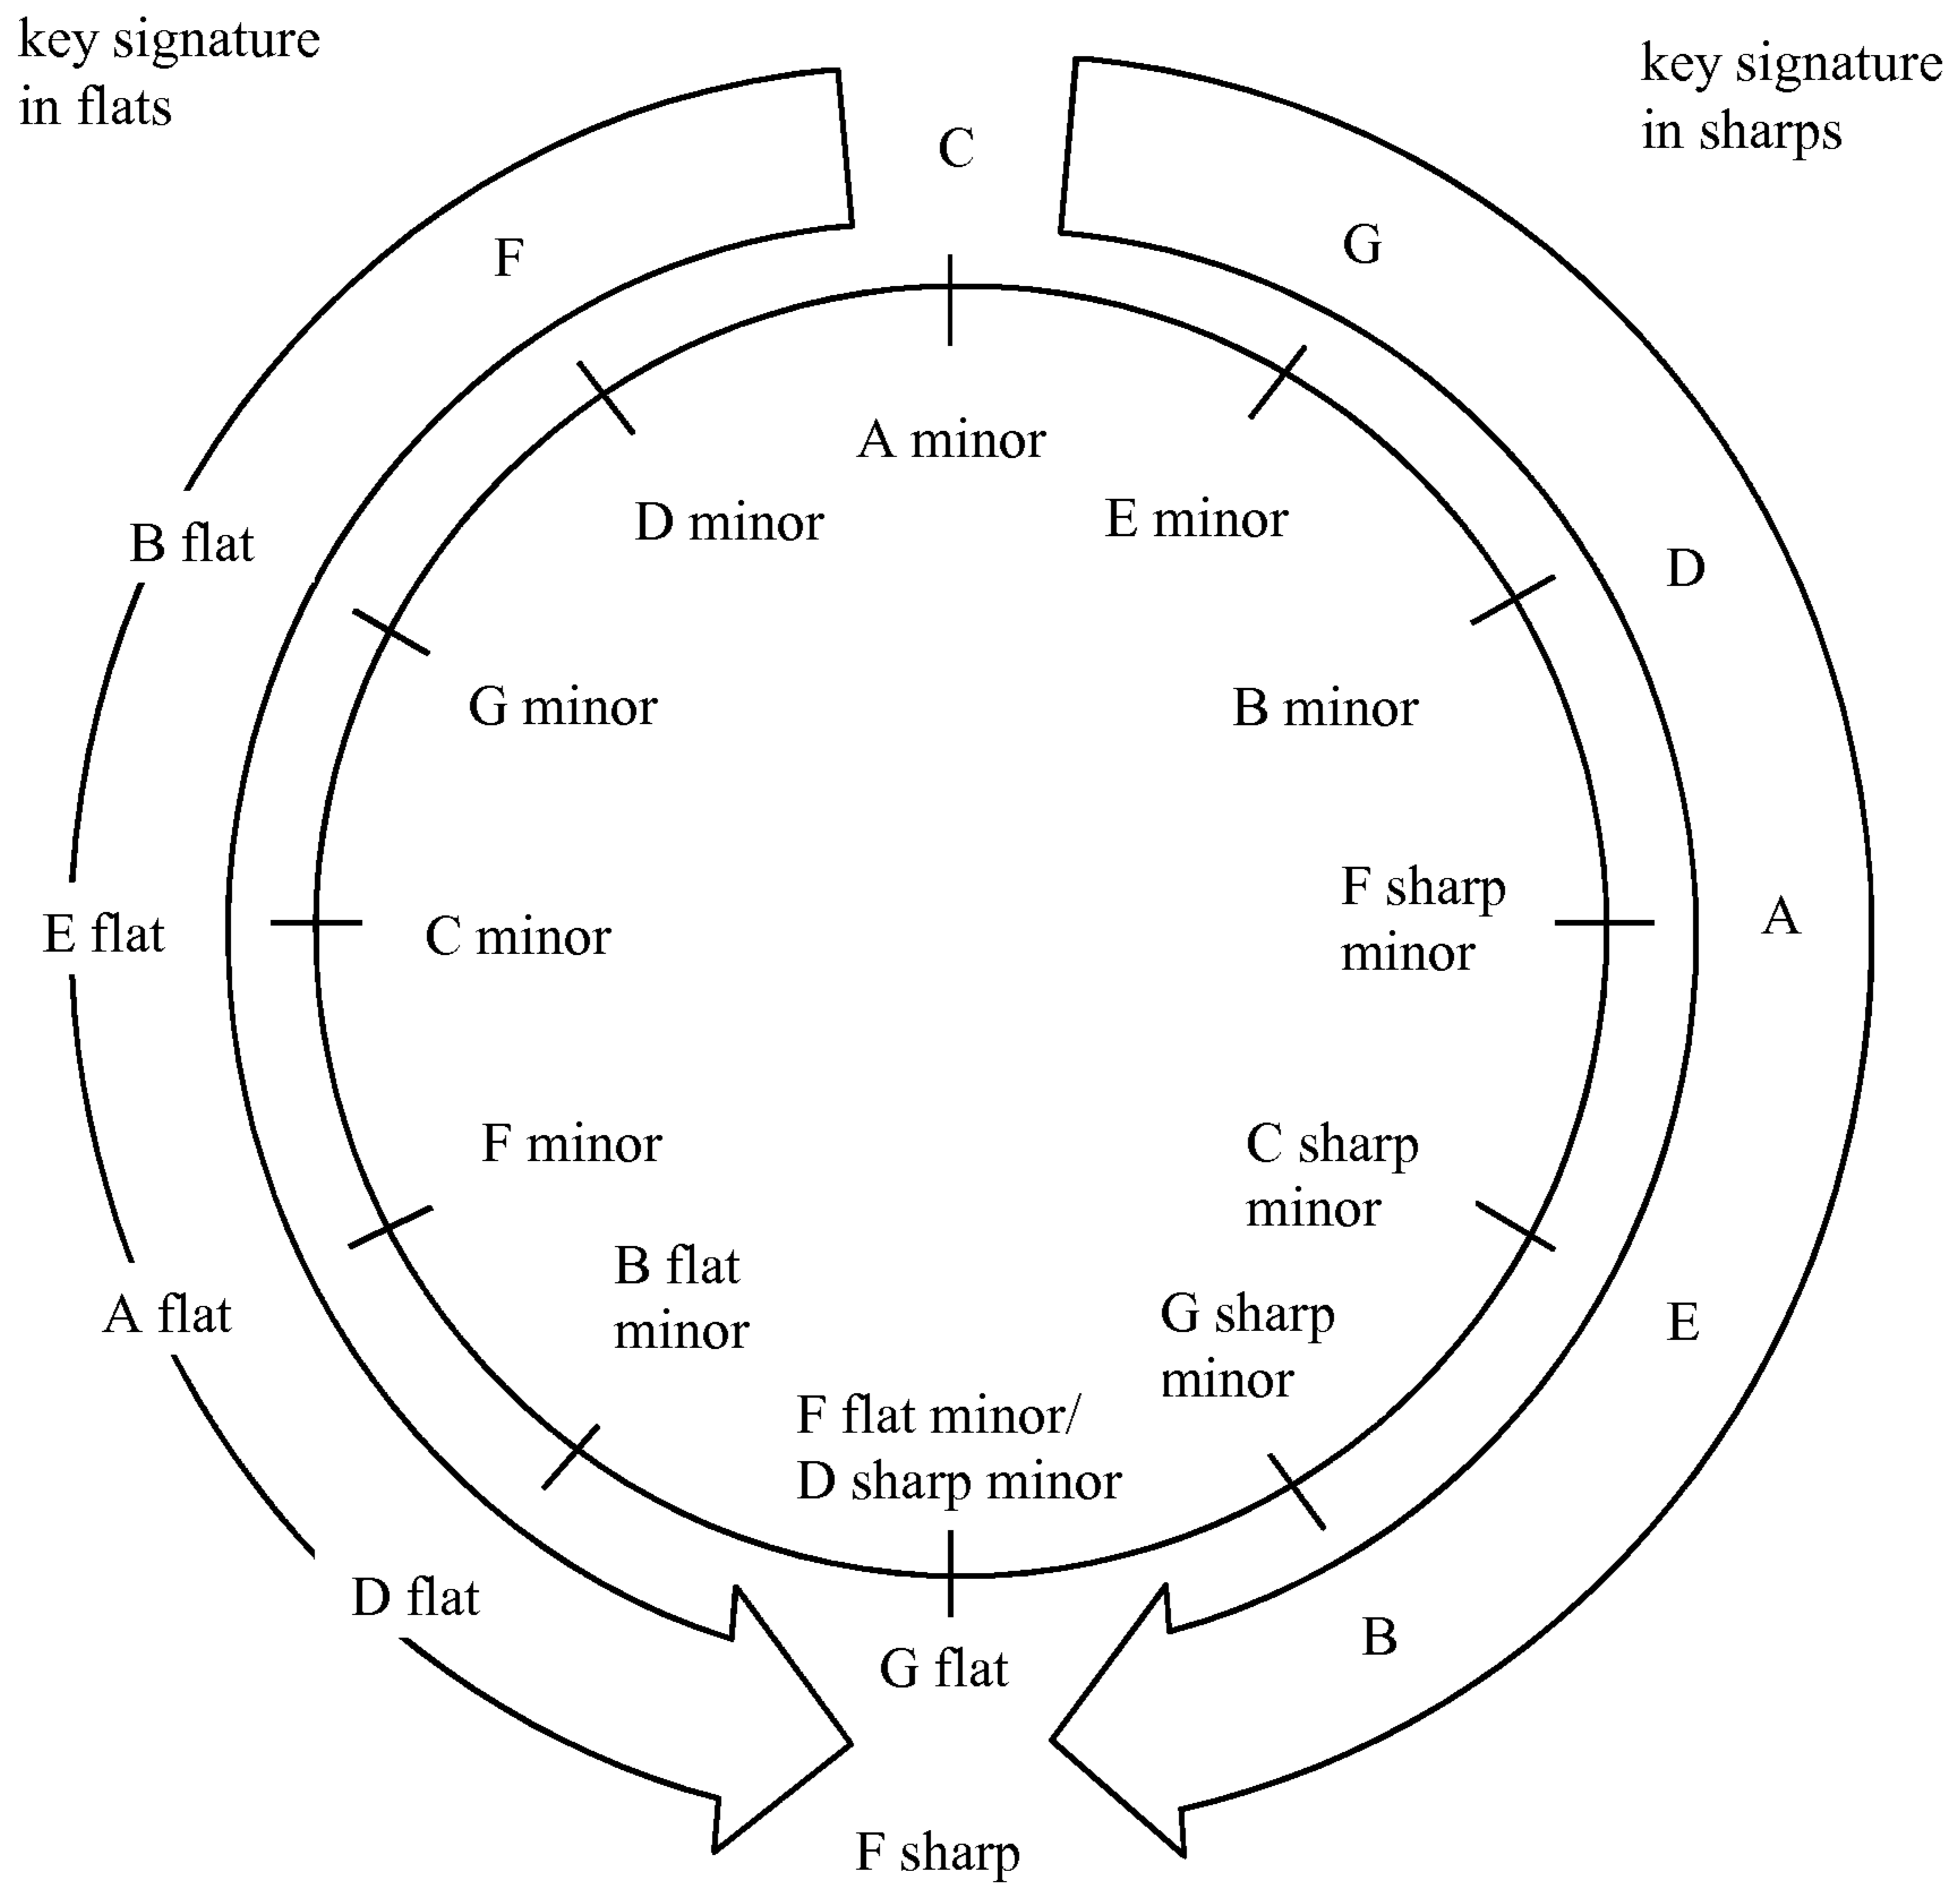 key signature
in flats
key signature
in sharps
C
F
G
A minor
D minor
E minor
B flat
D
G minor
B minor
F sharp
minor
A
E flat
C minor
F minor
C sharp
minor
B flat
minor
A flat
G sharp
minor
E
F flat minor/
D sharp minor
D flat
B
G flat
F sharp